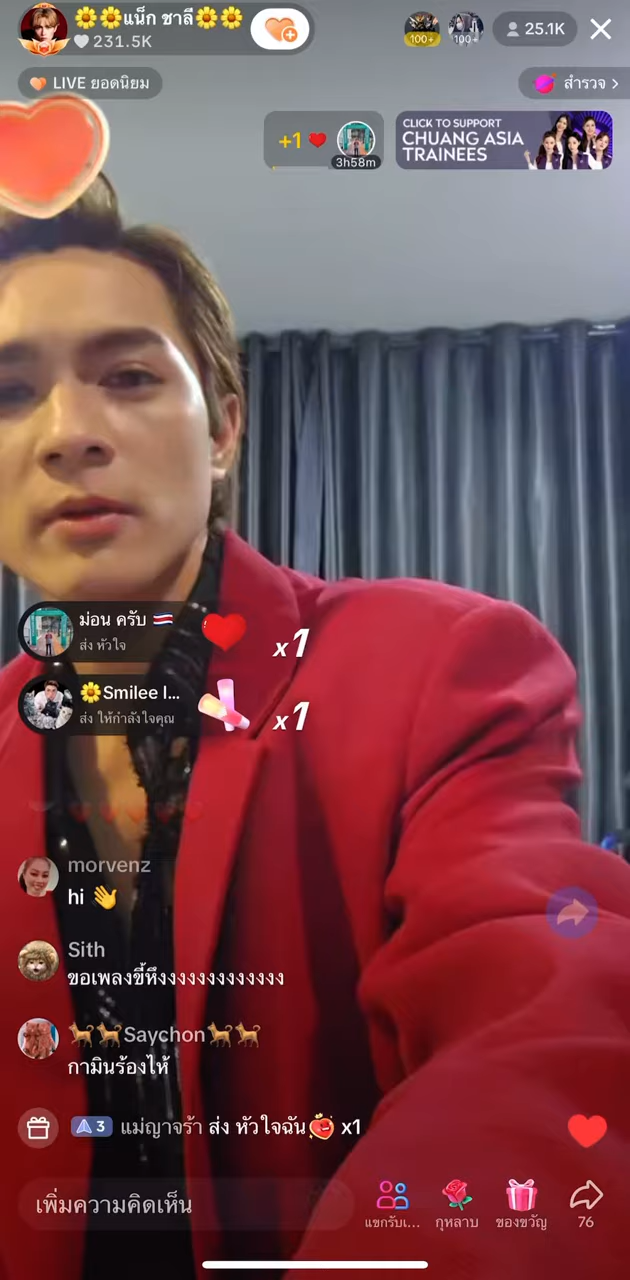 🌼🌼แน็ก ชาลี🌼🌼
231.5K
100+
100+
25.1K
LIVE ยอดนิยม
สำรวจ
+1
3h58m
CLICK TO SUPPORT
CHUANG ASIA
TRAINEES
ม่อน ครับ 🇨🇷
ส่ง หัวใจ
x1
🌼Smilee l...
ส่ง ให้กำลังใจคุณ
x1
morvenz
hi 👋
Sith
ขอเพลงขี้หึงงงงงงงงงงงงงง
🐕🐕Saychon🐕🐕
กามินร้องไห้
3 แม่ญาจร้า ส่ง หัวใจฉัน x1
เพิ่มความคิดเห็น
แขกรับเ...
กุหลาบ
ของขวัญ
76